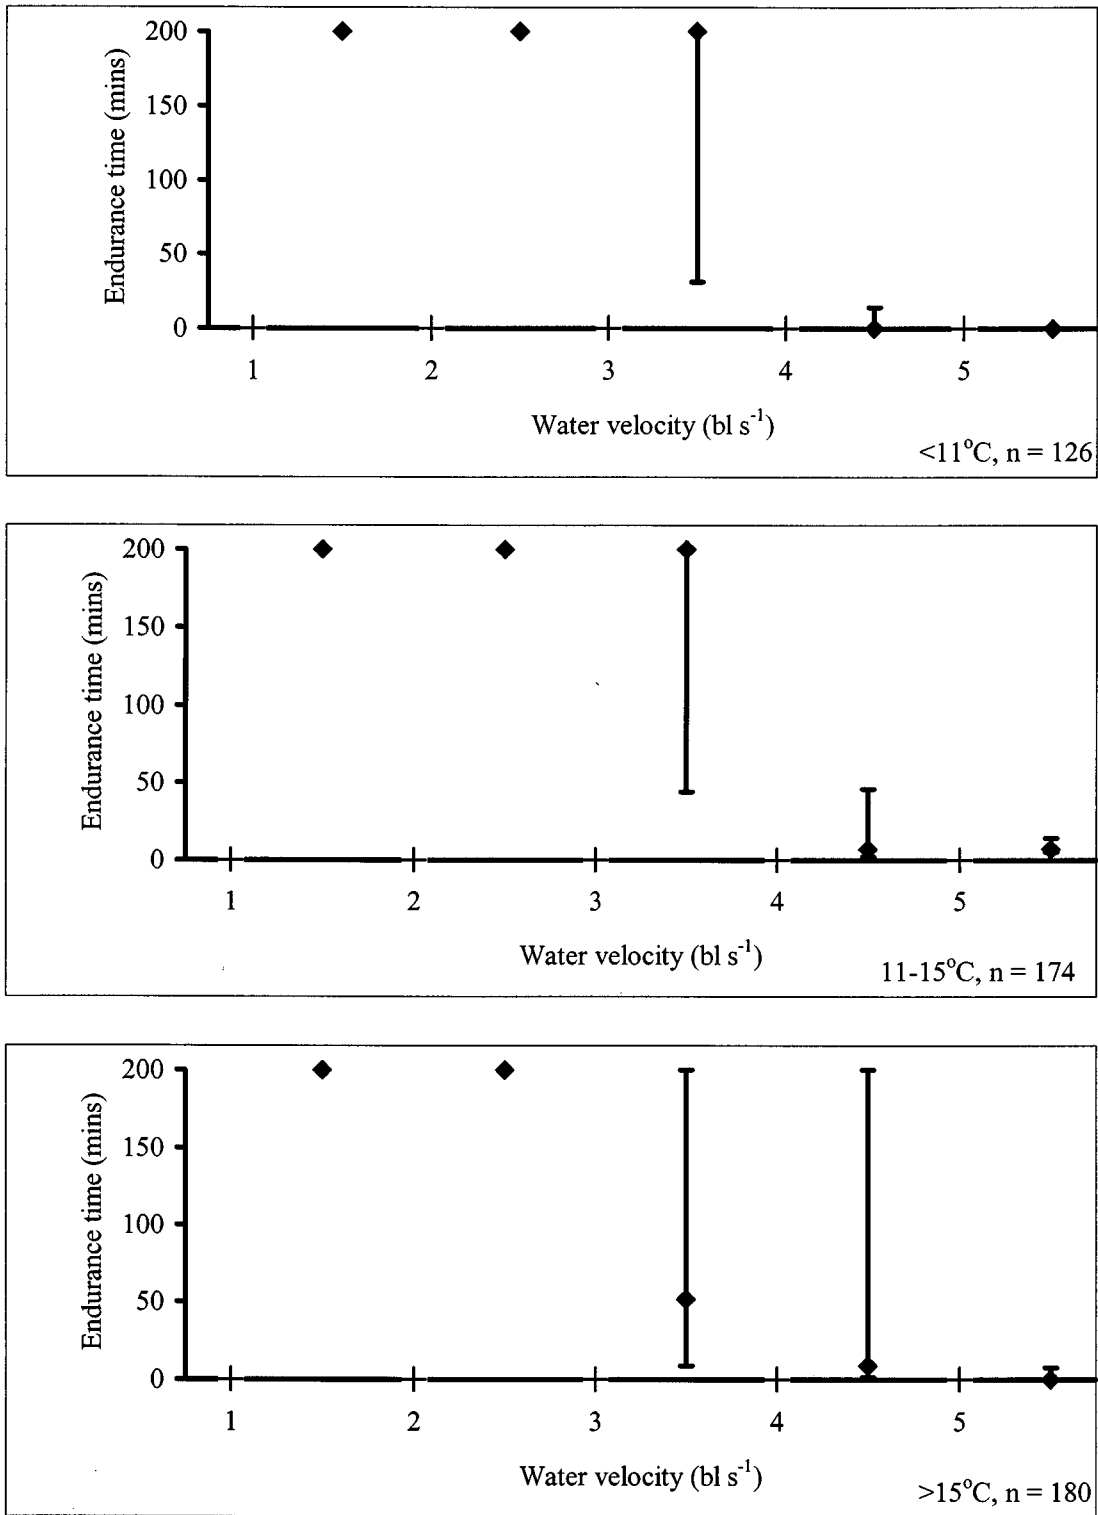 200
150
100
50
0
Endurance time (mins)
1 2 3 4 5
Water velocity (bl s⁻¹)
<11°C, n = 126
200
150
100
50
0
Endurance time (mins)
1 2 3 4 5
Water velocity (bl s⁻¹)
11-15°C, n = 174
200
150
100
50
0
Endurance time (mins)
1 2 3 4 5
Water velocity (bl s⁻¹)
>15°C, n = 180